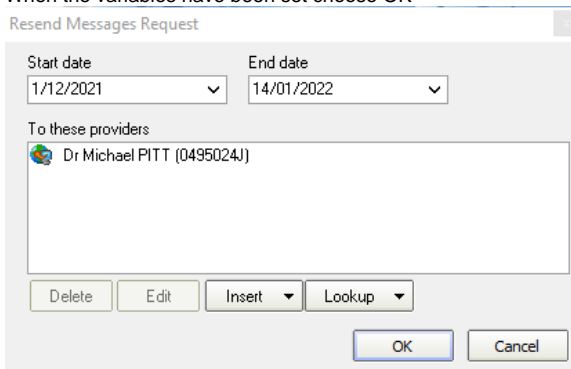 When the variables have been set choose OK
Resend Messages Request
x
Start date End date
1/12/2021 14/01/2022
To these providers
Dr Michael PITT (0495024J)
Delete Edit Insert Lookup
OK Cancel